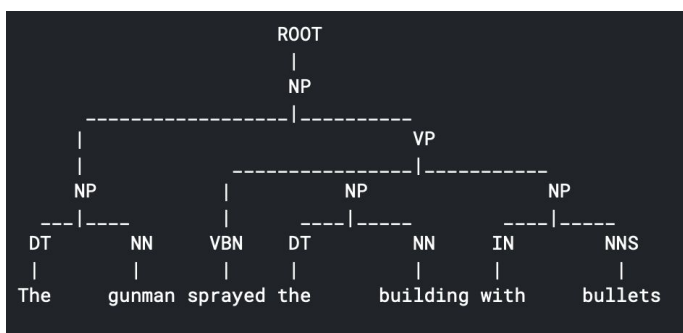 ROOT
NP
VP
NP NP NP
DT NN VBN DT NN IN NNS
The gunman sprayed the building with bullets